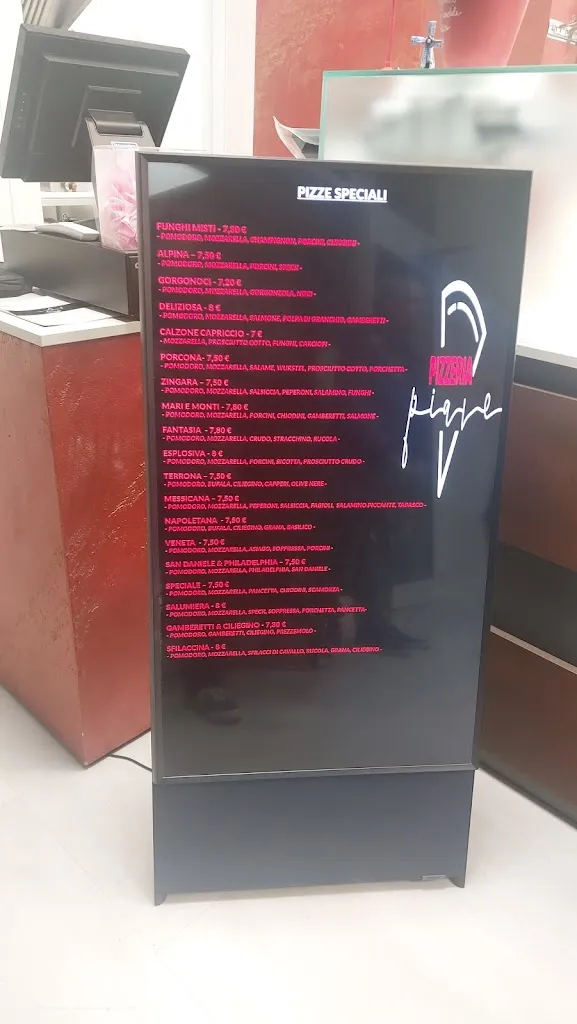 PIZZE SPECIALI
FUNGHI MISTI - 7,80 €
- POMODORO, MOZZARELLA, CHAMPIGNON, PORCINI, CHIODINI -
ALPINA – 7,50 €
- POMODORO, MOZZARELLA, PORCINI, SPECK -
GORGONOCI - 7,20 €
- POMODORO, MOZZARELLA, GORGONZOLA, NOCI -
DELIZIOSA - 8 €
- POMODORO, MOZZARELLA, SALMONE, POLPA DI GRANCHIO, GAMBERETTI -
CALZONE CAPRICCIO - 7 €
- MOZZARELLA, PROSCIUTTO COTTO, FUNGHI, CARCIOFI -
PORCONA- 7,50 €
- POMODORO, MOZZARELLA, SALAME, WURSTEL, PROSCIUTTO COTTO, PORCHETTA-
ZINGARA – 7,50 €
- POMODORO, MOZZARELLA, SALSICCIA, PEPERONI, SALAMINO, FUNGHI -
MARI E MONTI - 7,80 €
- POMODORO, MOZZARELLA, PORCINI, CHIODINI, GAMBERETTI, SALMONE -
FANTASIA - 7,80 €
- POMODORO, MOZZARELLA, CRUDO, STRACCHINO, RUCOLA -
ESPLOSIVA - 8 €
- POMODORO, MOZZARELLA, PORCINI, RICOTTA, PROSCIUTTO CRUDO -
TERRONA – 7,50 €
- POMODORO, BUFALA, CILIEGINO, CAPPERI, OLIVE NERE -
MESSICANA – 7,50 €
- POMODORO, MOZZARELLA, PEPERONI, SALSICCIA, FAGIOLI, SALAMINO PICCANTE, TABASCO -
NAPOLETANA - 7,50 €
- POMODORO, BUFALA, CILIEGINO, GRANA, BASILICO -
VENETA - 7,50 €
- POMODORO, MOZZARELLA, ASIAGO, SOPPRESSA, PORCINI -
SAN DANIELE & PHILADELPHIA – 7,50 €
- POMODORO, MOZZARELLA, PHILADELPHIA, SAN DANIELE -
SPECIALE – 7,50 €
- POMODORO, MOZZARELLA, PANCETTA, CHIODINI, SCAMORZA -
SALUMIERA - 8 €
- POMODORO, MOZZARELLA, SPECK, SOPPRESSA, PORCHETTA, PANCETTA-
GAMBERETTI & CILIEGINO - 7,30 €
- POMODORO, GAMBERETTI, CILIEGINO, PREZZEMOLO -
SFILACCINA – 8 €
- POMODORO, MOZZARELLA, SFILACCI DI CAVALLO, RUCOLA, GRANA, CILIEGINO -
PIZZERIA
piave